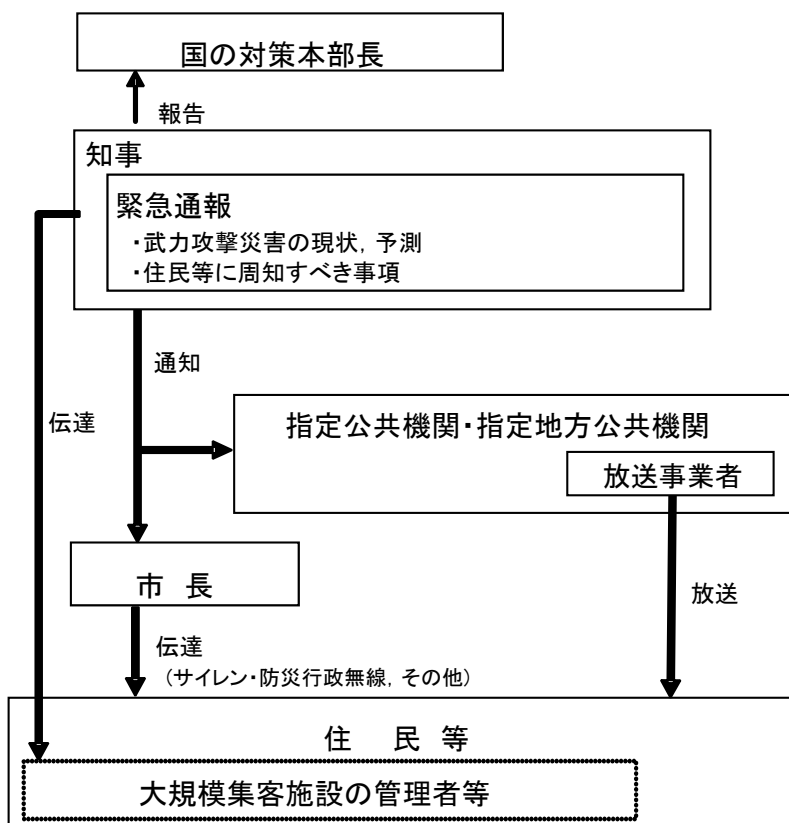 国の対策本部長
報告
知事
緊急通報
・武力攻撃災害の現状，予測
・住民等に周知すべき事項
通知
伝達
指定公共機関・指定地方公共機関
放送事業者
市 長
放送
伝達
（サイレン・防災行政無線，その他）
住 民 等
大規模集客施設の管理者等